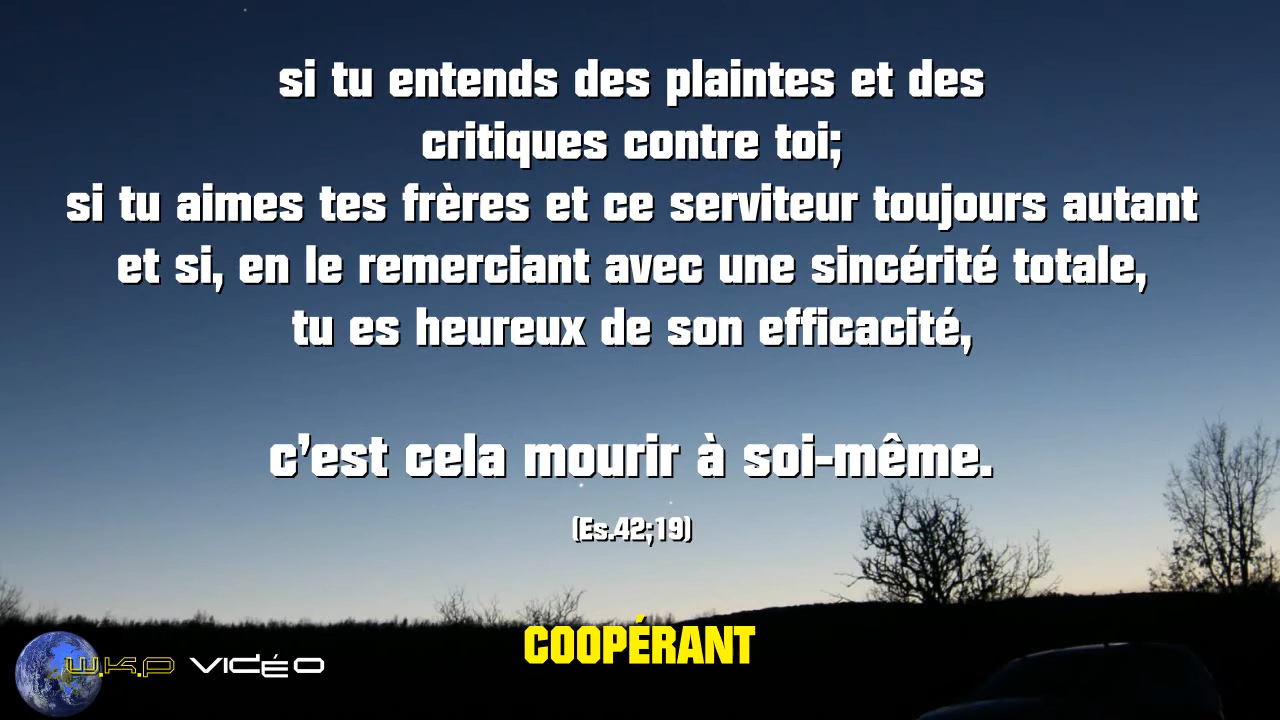 si tu entends des plaintes et des
critiques contre toi;
si tu aimes tes frères et ce serviteur toujours autant
et si, en le remerciant avec une sincérité totale,
tu es heureux de son efficacité,
c'est cela mourir à soi-même.
(Es.42;19)
COOPÉRANT
W.K.P VIDÉO